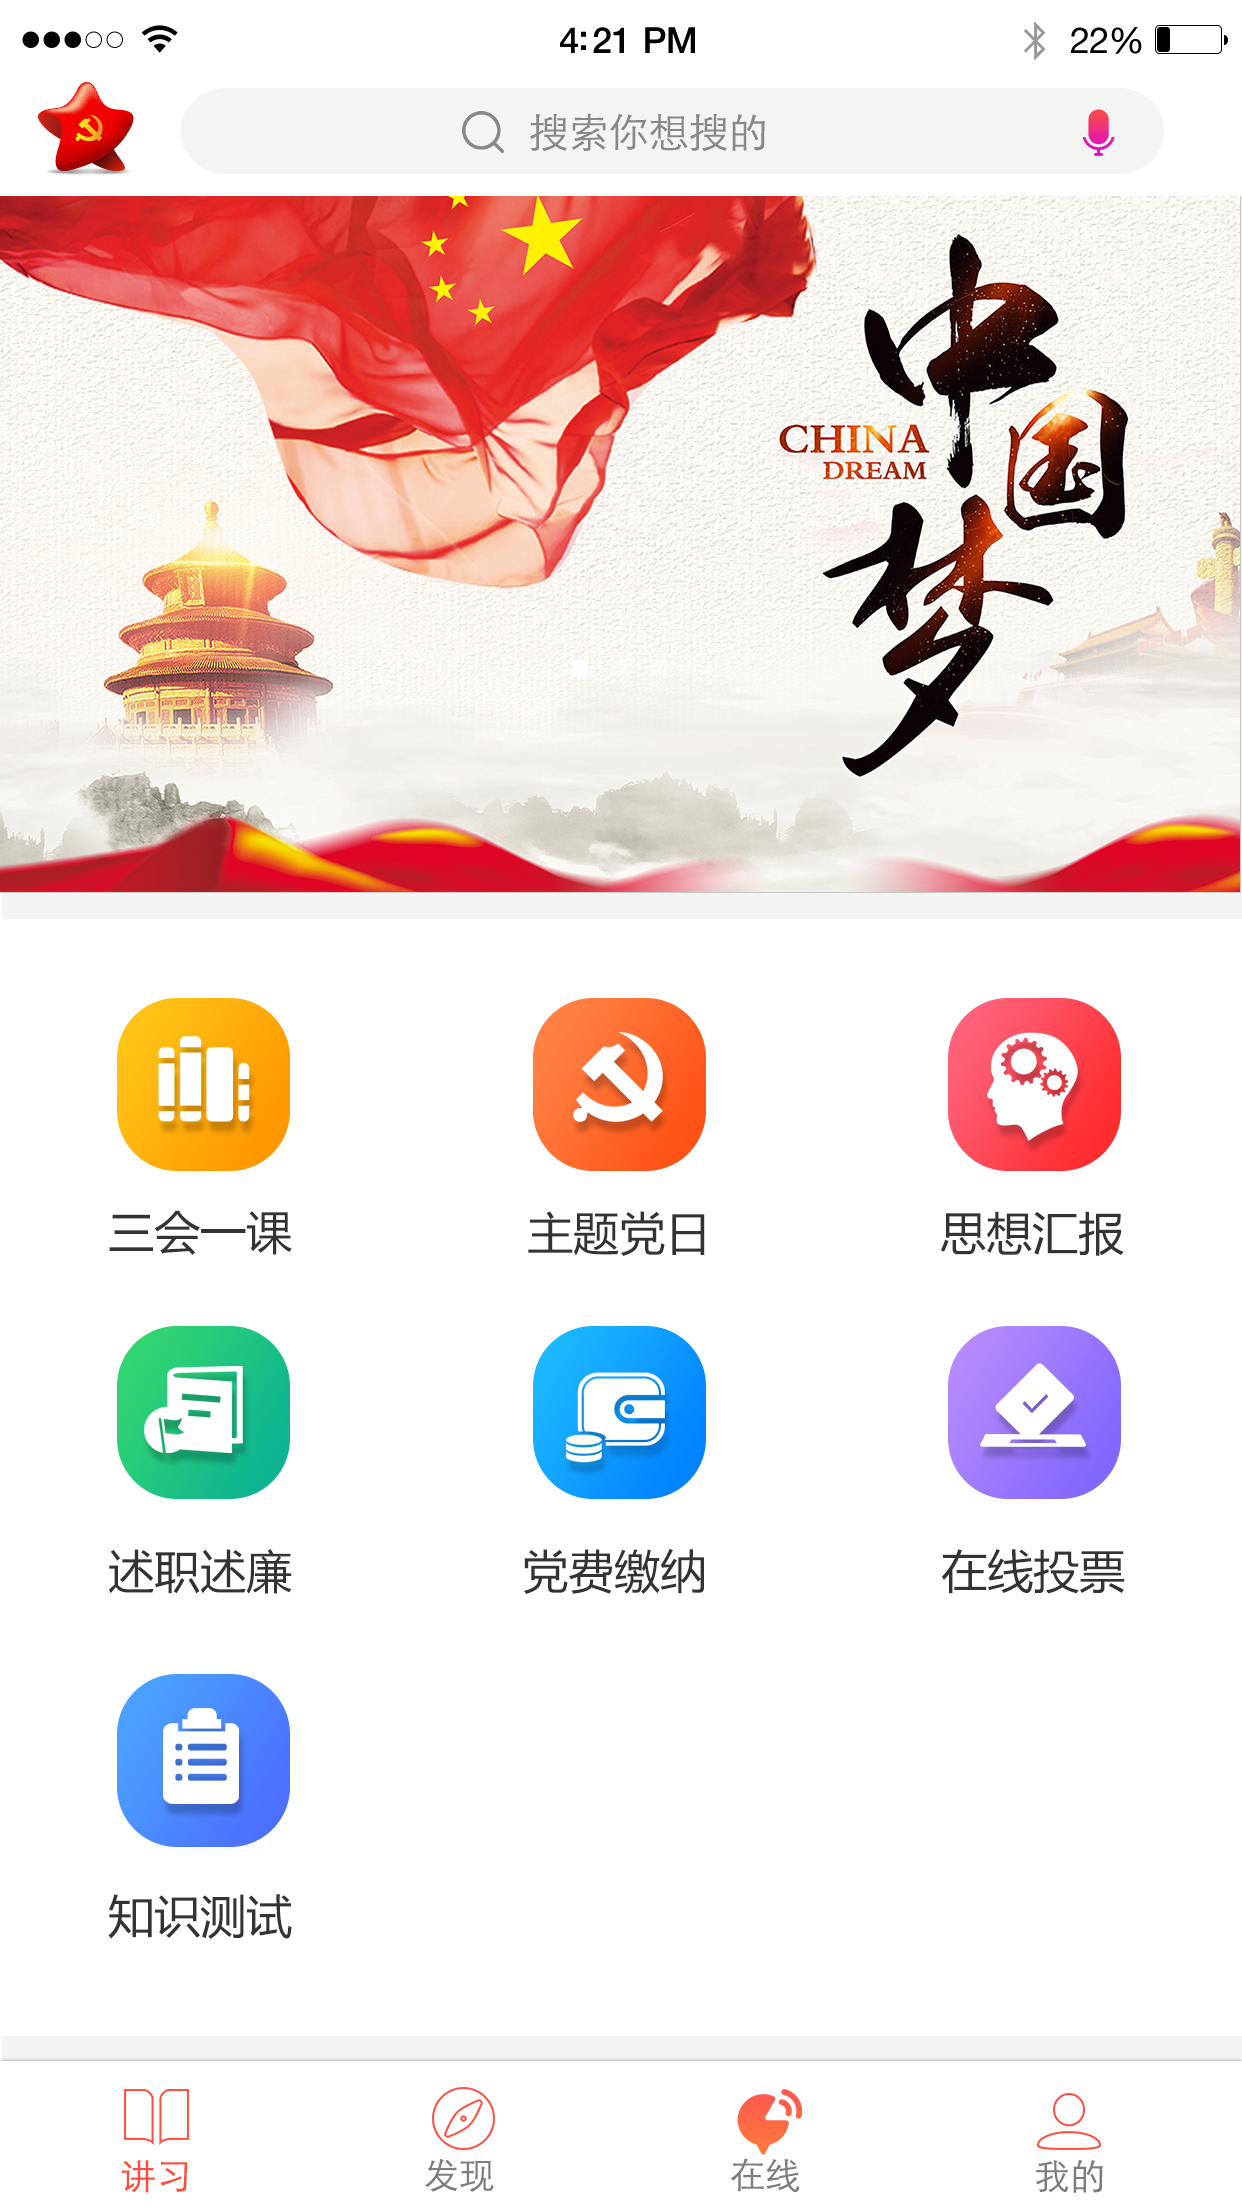 4:21 PM
22%
搜索你想搜的
中国梦
CHINA
DREAM
三会一课
主题党日
思想汇报
述职述廉
党费缴纳
在线投票
知识测试
讲习
发现
在线
我的